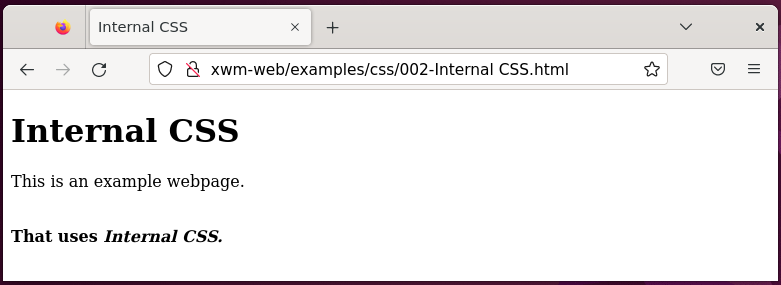 Internal CSS
xwm-web/examples/css/002-Internal CSS.html
Internal CSS
This is an example webpage.
That uses Internal CSS.